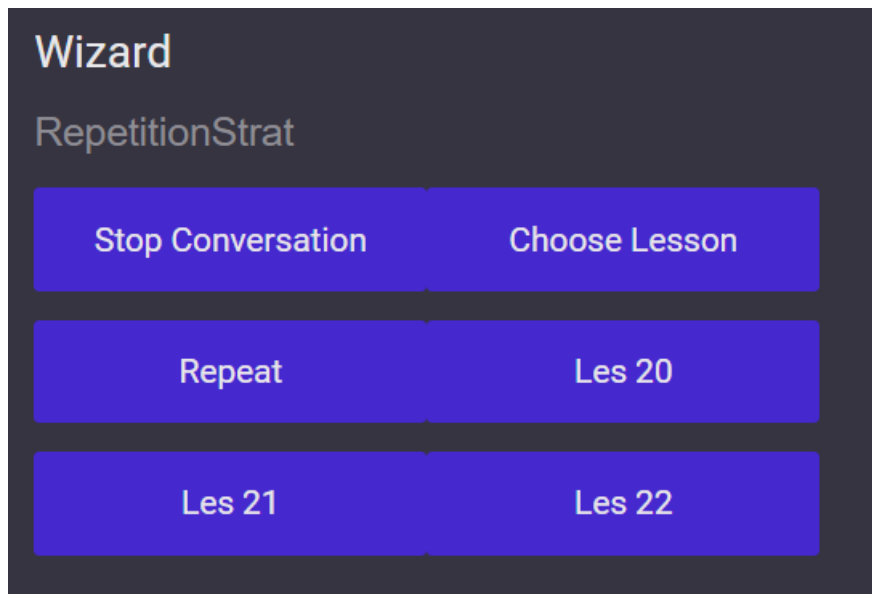 Wizard
RepetitionStrat
Stop Conversation Choose Lesson
Repeat Les 20
Les 21 Les 22